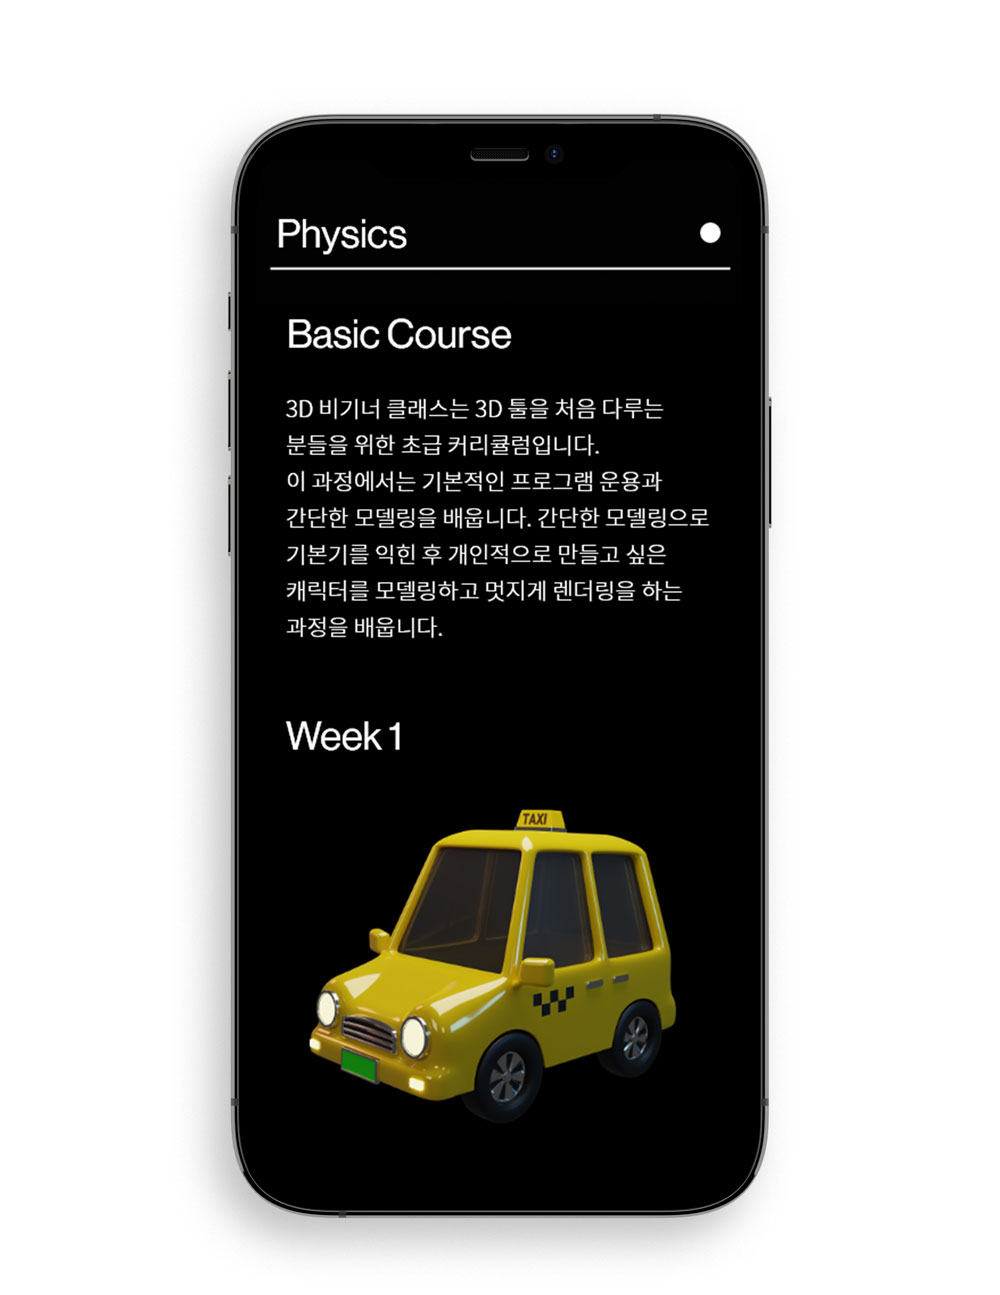 Physics
Basic Course
3D 비기너 클래스는 3D 툴을 처음 다루는
분들을 위한 초급 커리큘럼입니다.
이 과정에서는 기본적인 프로그램 운용과
간단한 모델링을 배웁니다. 간단한 모델링으로
기본기를 익힌 후 개인적으로 만들고 싶은
캐릭터를 모델링하고 멋지게 렌더링을 하는
과정을 배웁니다.
Week 1
TAXI